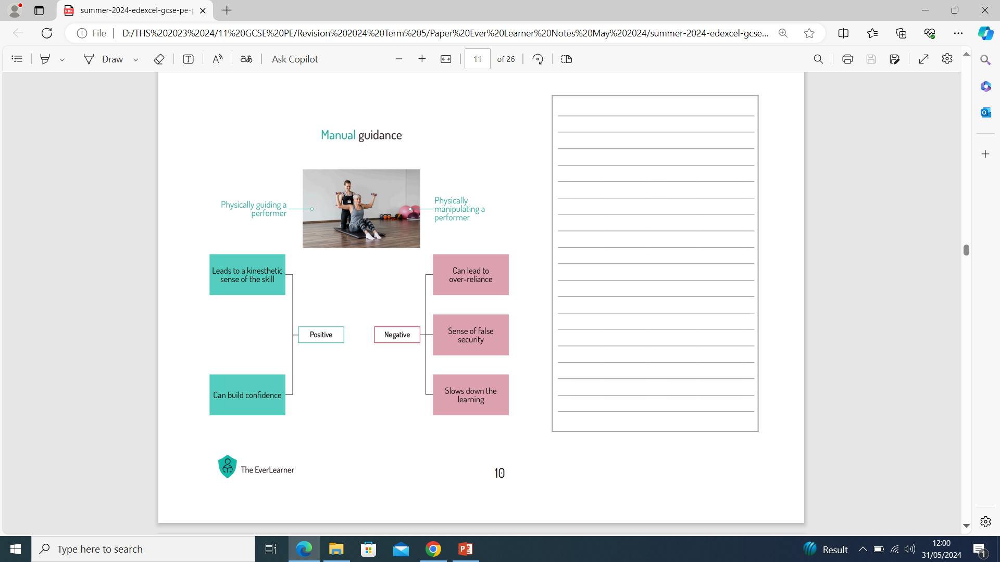 summer-2024-edexcel-gcse-pe-p
File
D:/THS%202023%2024/11%20GCSE%20PE/Revision%202024%20Term%205/Paper%20Ever%20Learner%20Notes%20May%202024/summer-2024-edexcel-gcse...
Draw
Ask Copilot
11
of 26
Manual guidance
Physically guiding a
performer
Physically
manipulating a
performer
Leads to a kinesthetic
sense of the skill
Can build confidence
Positive
Negative
Can lead to
over-reliance
Sense of false
security
Slows down the
learning
The EverLearner
10
Type here to search
Result
12:00
31/05/2024
1